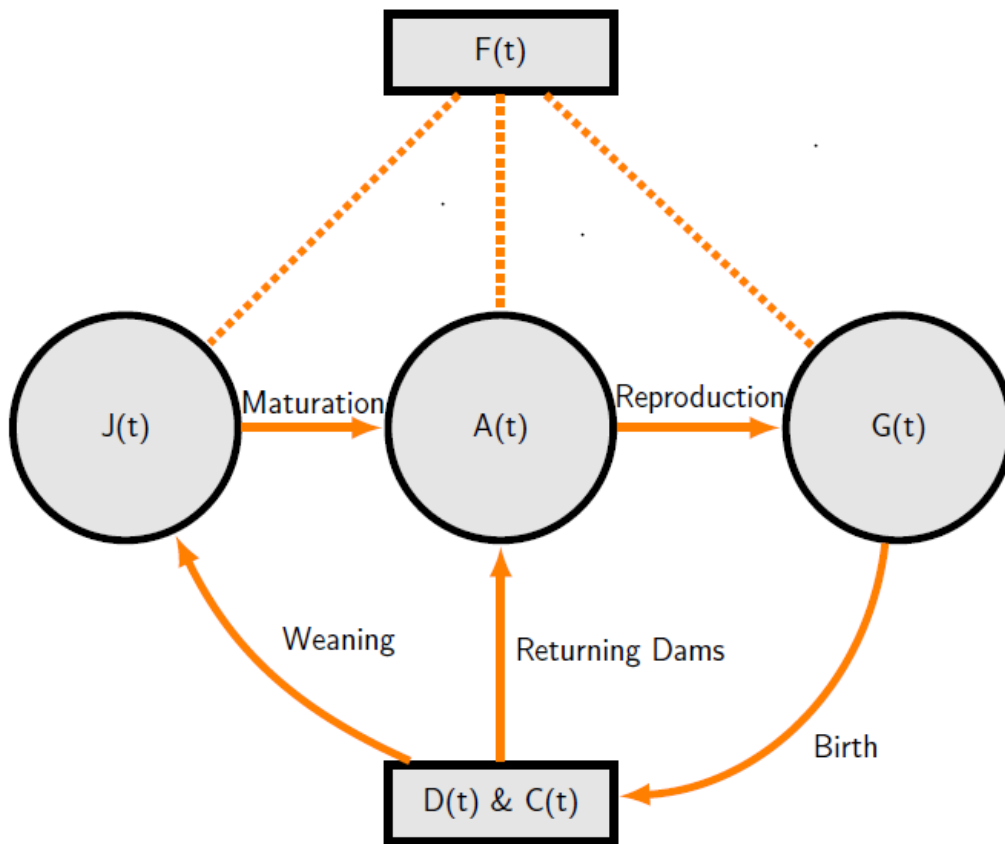 F(t)
Maturation
Reproduction
J(t)
A(t)
G(t)
Weaning
Returning Dams
Birth
D(t) & C(t)